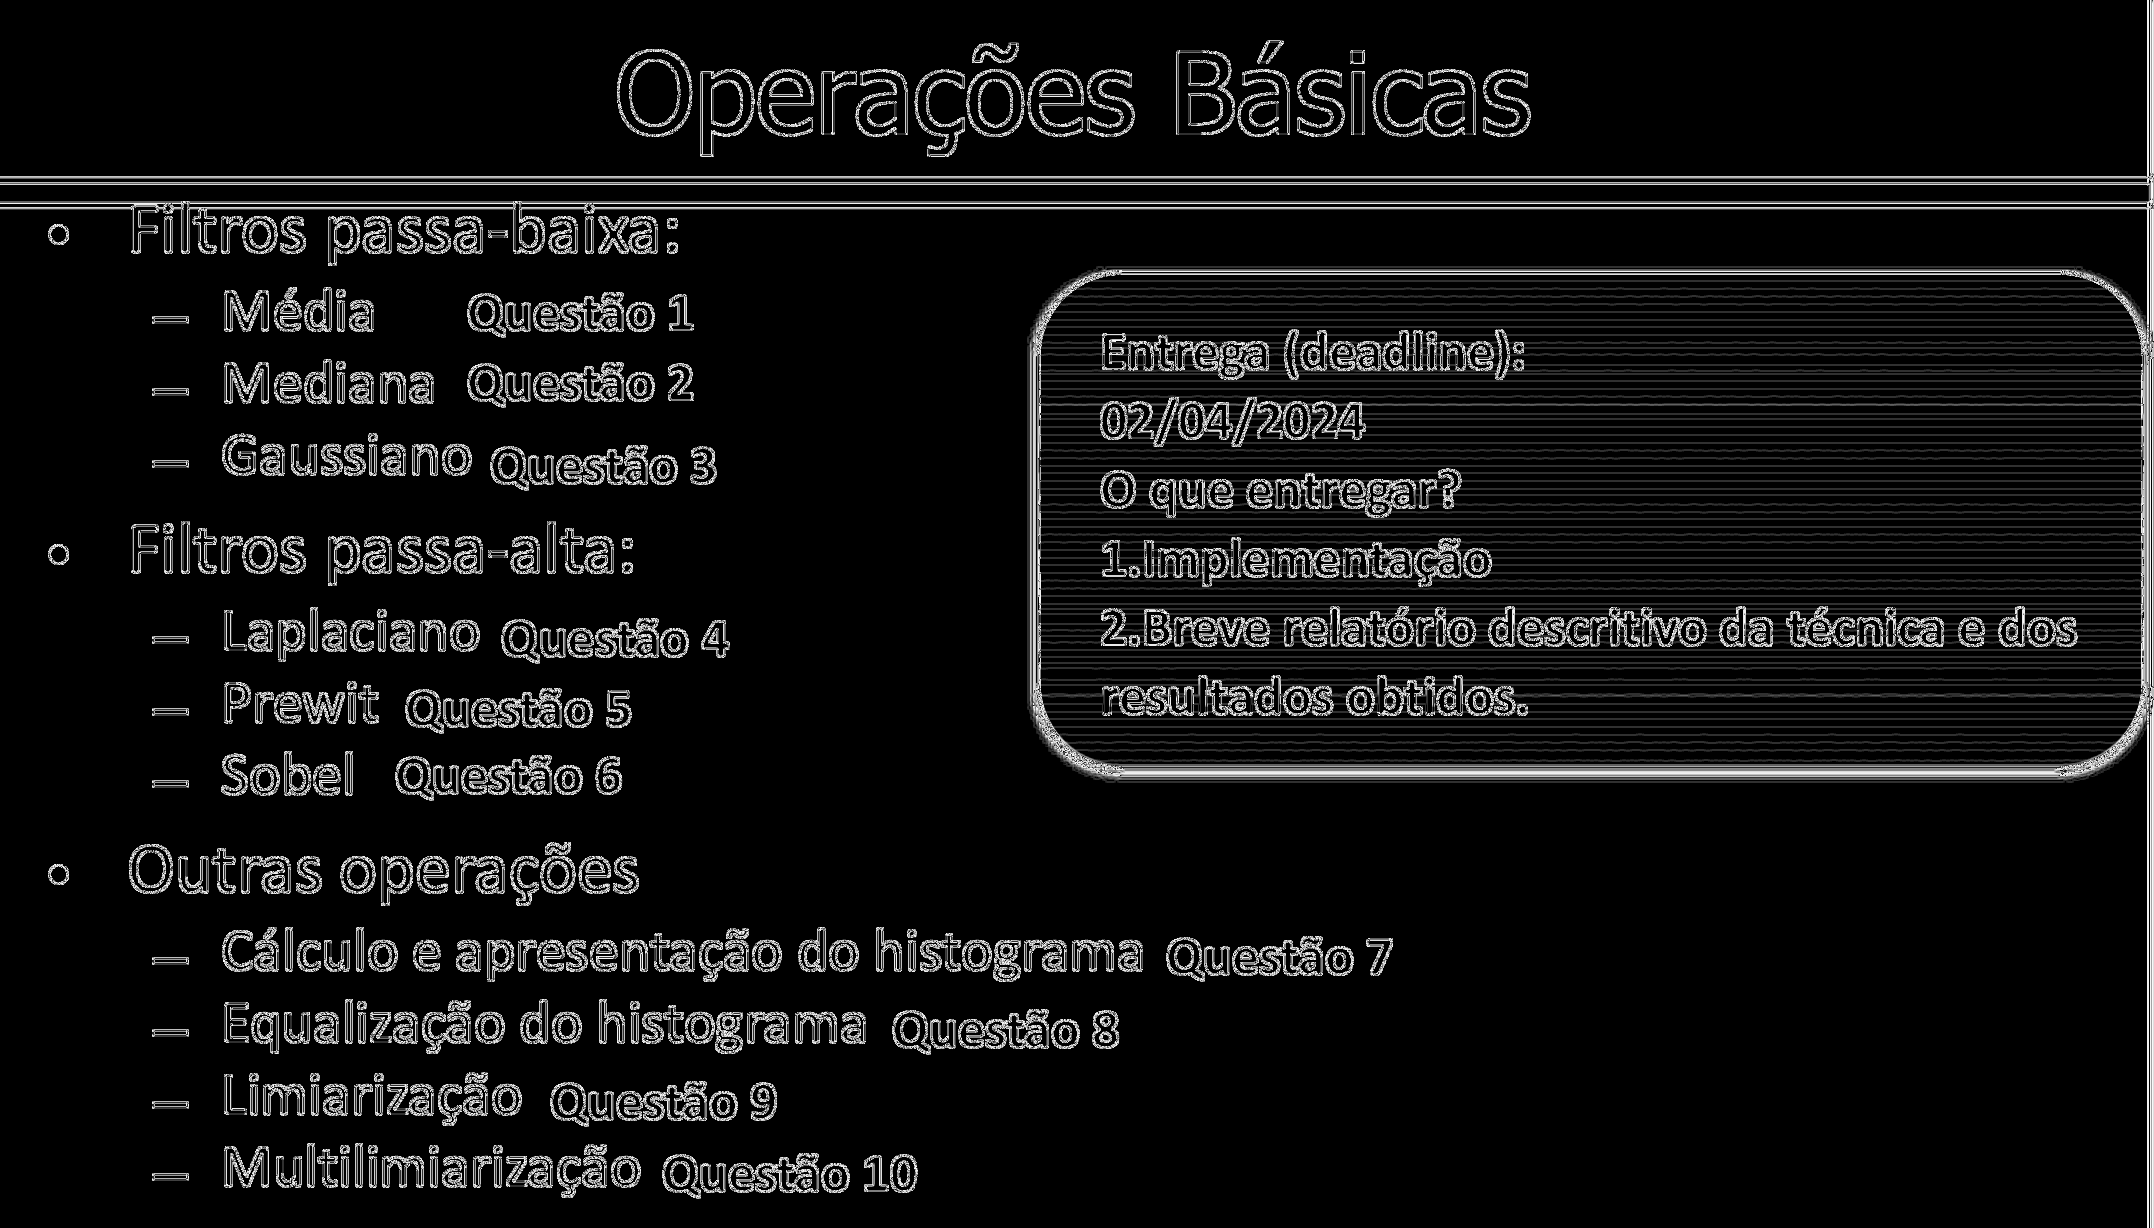 Operações Básicas
• Filtros passa-baixa:
– Média Questão 1
– Mediana Questão 2
– Gaussiano Questão 3
• Filtros passa-alta:
– Laplaciano Questão 4
– Prewit Questão 5
– Sobel Questão 6
• Outras operações
– Cálculo e apresentação do histograma Questão 7
– Equalização do histograma Questão 8
– Limiarização Questão 9
– Multilimiarização Questão 10
Entrega (deadline):
02/04/2024
O que entregar?
1.Implementação
2.Breve relatório descritivo da técnica e dos
resultados obtidos.